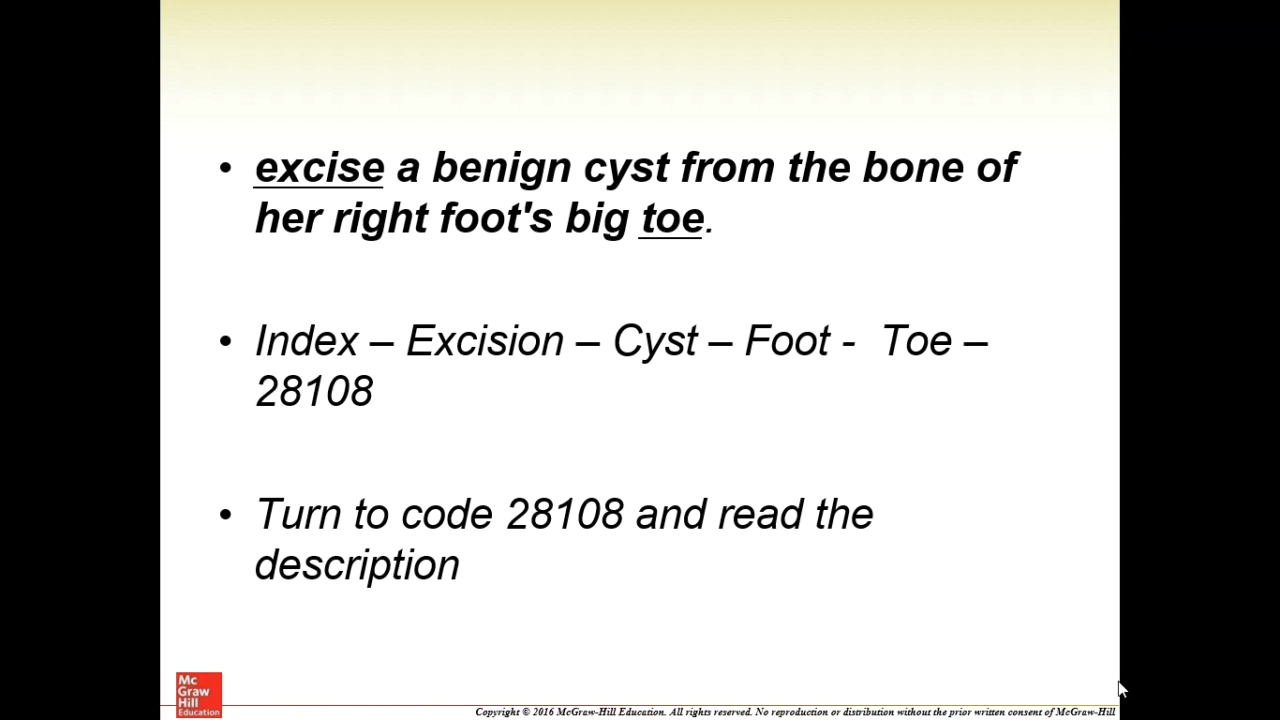 • excise a benign cyst from the bone of
her right foot's big toe.
• Index – Excision – Cyst – Foot - Toe –
28108
• Turn to code 28108 and read the
description
Mc
Graw
Hill
Education
Copyright © 2016 McGraw-Hill Education. All rights reserved. No reproduction or distribution without the prior written consent of McGraw-Hill